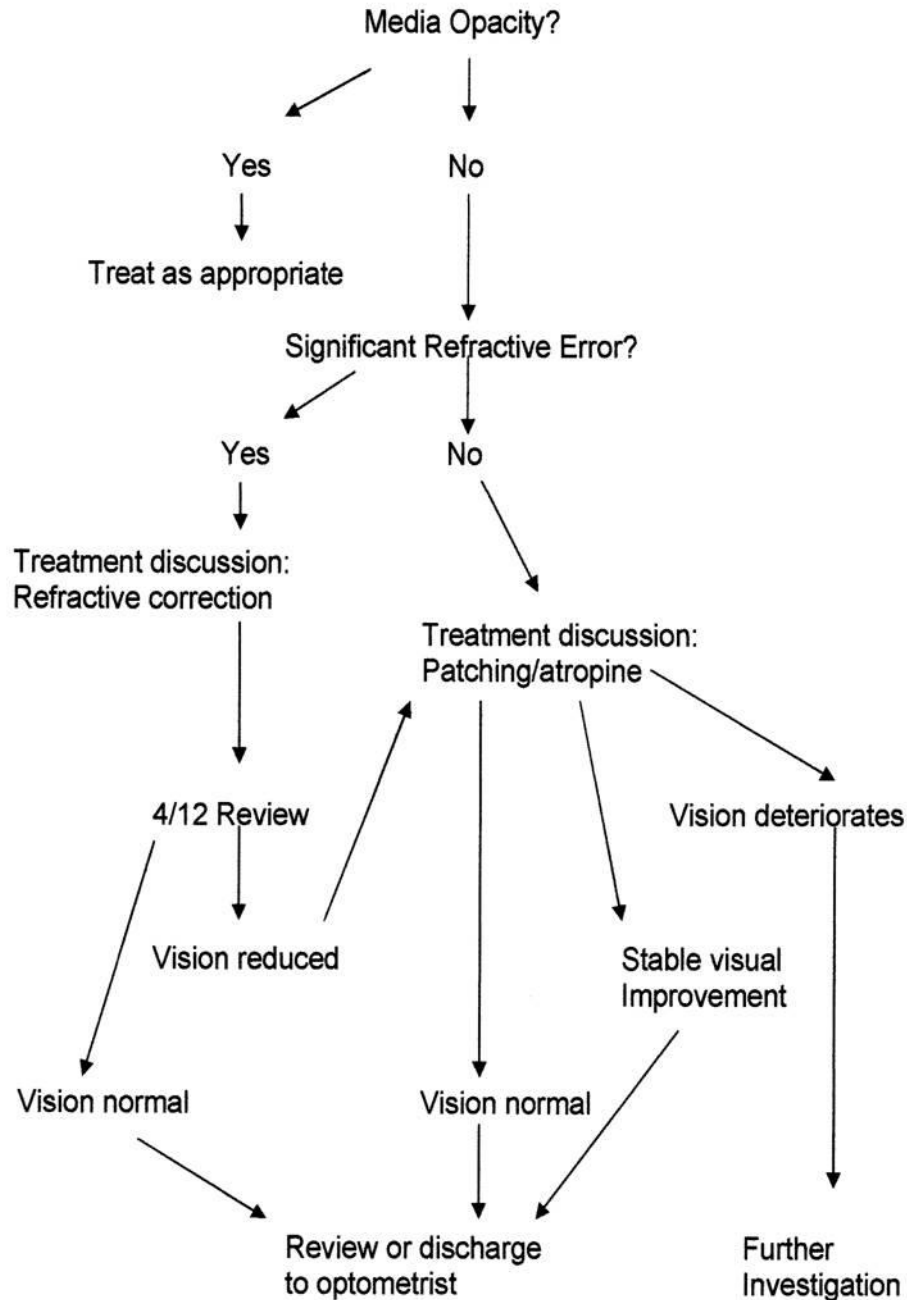 Media Opacity?
Yes
No
Treat as appropriate
Significant Refractive Error?
Yes
No
Treatment discussion:
Refractive correction
Treatment discussion:
Patching/atropine
4/12 Review
Vision deteriorates
Vision reduced
Stable visual
Improvement
Vision normal
Vision normal
Review or discharge
to optometrist
Further
Investigation